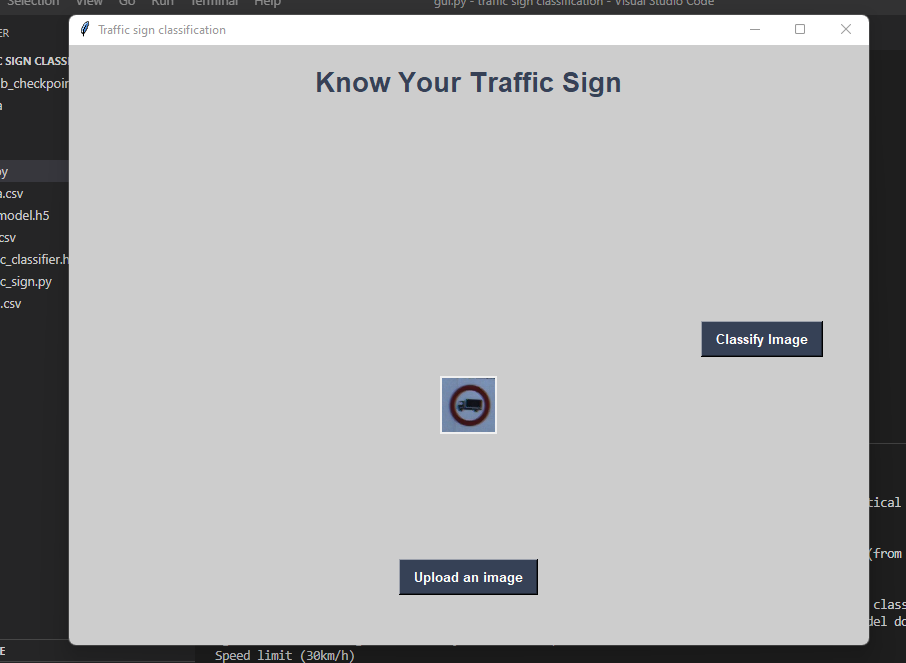 Selection View Go Run Terminal Help gui.py - traffic sign classification - Visual Studio Code
Traffic sign classification
ER
C SIGN CLASS
b_checkpoin
a
py
a.csv
model.h5
.csv
c_classifier.h
c_sign.py
.csv
E
Know Your Traffic Sign
Classify Image
Upload an image
tical
(from
class
del do
Speed limit (30km/h)